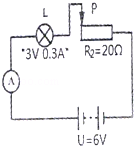 L
P
"3V 0.3A"
R₂=20Ω
A
U=6V